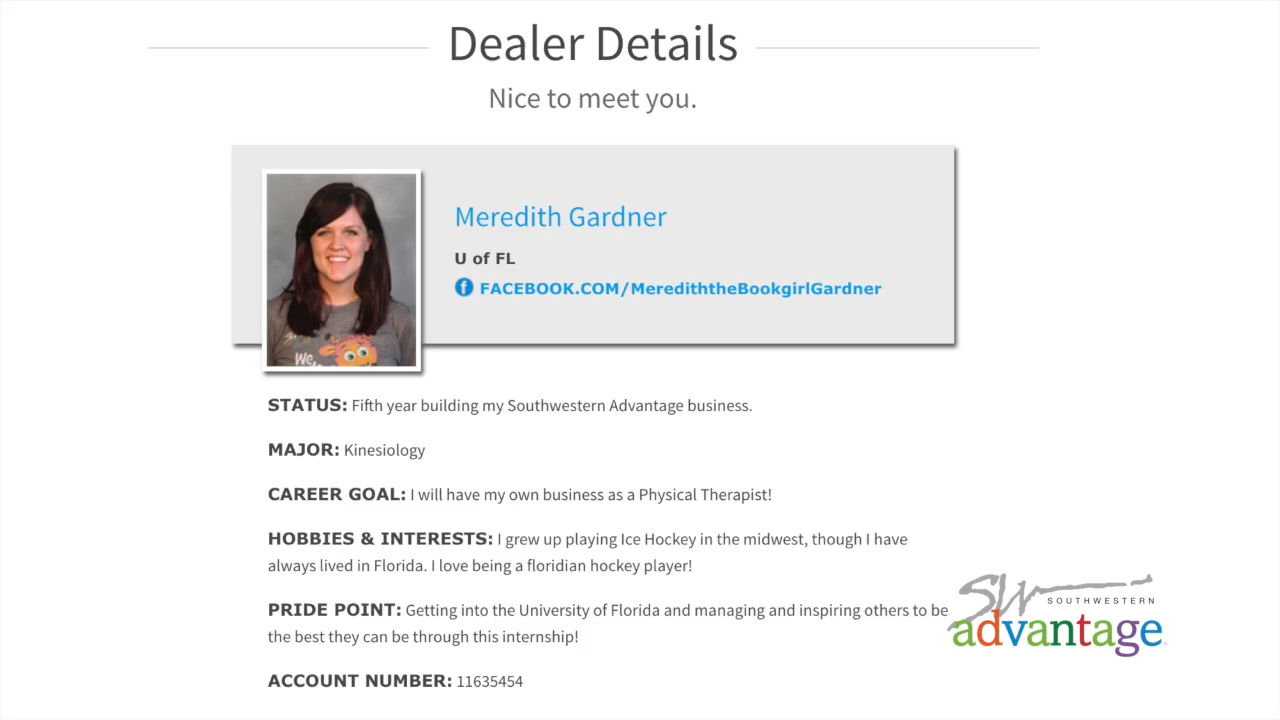 Dealer Details
Nice to meet you.
Meredith Gardner
U of FL
FACEBOOK.COM/MerediththeBookgirlGardner
We
STATUS: Fifth year building my Southwestern Advantage business.
MAJOR: Kinesiology
CAREER GOAL: I will have my own business as a Physical Therapist!
HOBBIES & INTERESTS: I grew up playing Ice Hockey in the midwest, though I have
always lived in Florida. I love being a floridian hockey player!
PRIDE POINT: Getting into the University of Florida and managing and inspiring others to be
the best they can be through this internship!
ACCOUNT NUMBER: 11635454
SW
SOUTHWESTERN
advantage